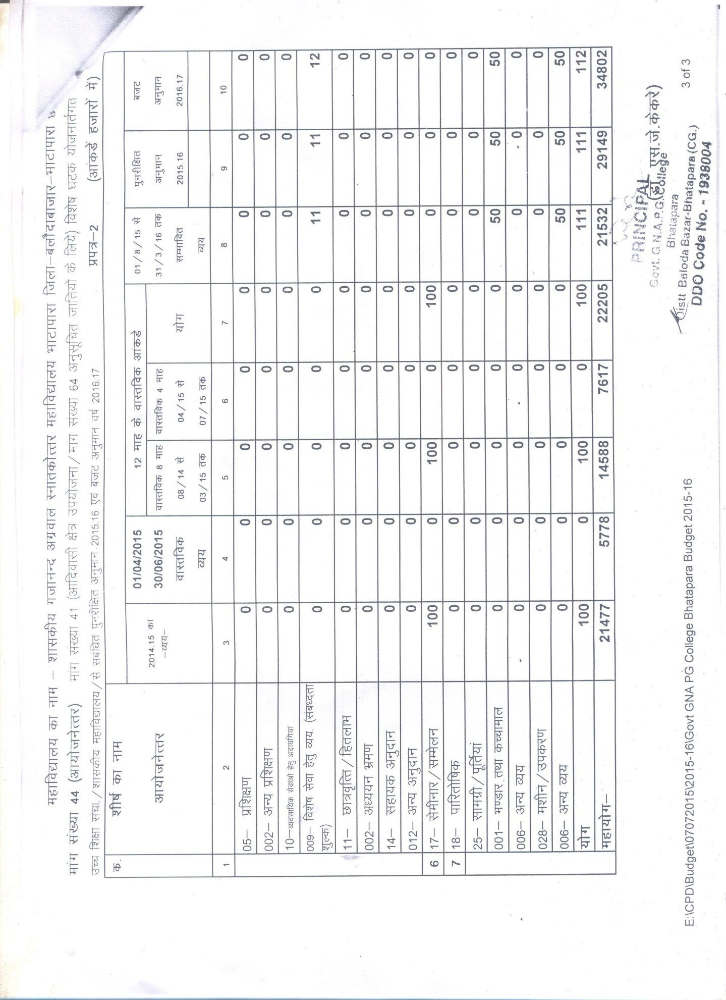 महाविद्यालय का नाम – शासकीय गजानन्द अग्रवाल स्नातकोत्तर महाविद्यालय भाटापारा जिला–बलौदाबाजार–भाटापारा
मांग संख्या 44 (आयोजनेत्तर) मांग संख्या 41 (आदिवासी क्षेत्र उपयोजना/मांग संख्या 64 अनुसूचित जातियों के लिये) विशेष घटक योजनांर्तगत
उच्च शिक्षा संचा./शासकीय महाविद्यालय/से संबंधित पुनरीक्षित अनुमान 2015.16 एवं बजट अनुमान वर्ष 2016.17 प्रपत्र–2 (आंकडें हजारों में)
क. शीर्ष का नाम 01/04/2015 12 माह के वास्तविक आंकडे 01/8/15 से पुनरीक्षित बजट
आयोजनेत्तर 2014.15 का 30/06/2015 वास्तविक 8 माह वास्तविक 4 माह 31/3/16 तक अनुमान अनुमान
–व्यय– वास्तविक 08/14 से 04/15 से योग सम्भावित 2015.16 2016.17
व्यय 03/15 तक 07/15 तक व्यय
1 2 3 4 5 6 7 8 9 10
05– प्रशिक्षण 0 0 0 0 0 0 0 0
002– अन्य प्रशिक्षण 0 0 0 0 0 0 0 0
10–व्यवसायिक सेवाओं हेतु अदायगियां 0 0 0 0 0 0 0 0
009– विशेष सेवा हेतु व्यय. (संबध्दता 0 0 0 0 0 11 11 12
शुल्क)
11– छात्रवृत्ति/हितलाभ 0 0 0 0 0 0 0 0
002– अध्ययन भ्रमण 0 0 0 0 0 0 0 0
14– सहायक अनुदान 0 0 0 0 0 0 0 0
012– अन्य अनुदान 0 0 0 0 0 0 0 0
6 17– सेमीनार/सम्मेलन 100 0 100 0 100 0 0 0
7 18– पारितोषिक 0 0 0 0 0 0 0 0
25– सामग्री/पूर्तियां 0 0 0 0 0 0 0 0
001– भण्डार तथा कच्चामाल 0 0 0 0 0 50 50 50
006– अन्य व्यय 0 0 0 0 0 0 0 0
028– मशीनें/उपकरण 0 0 0 0 0 0 0 0
006– अन्य व्यय 0 0 0 0 0 50 50 50
योग 100 0 100 0 100 111 111 112
महायोग– 21477 5778 14588 7617 22205 21532 29149 34802
PRINCIPAL
(डॉ. एस.जे.केकरे)
Govt. G.N.A.P.G. College
Bhatapara
Distt Baloda Bazar-Bhatapara (CG.)
DDO Code No. - 1938004
E:\CPD\Budget\07072015\2015-16\Govt GNA PG College Bhatapara Budget 2015-16 3 of 3